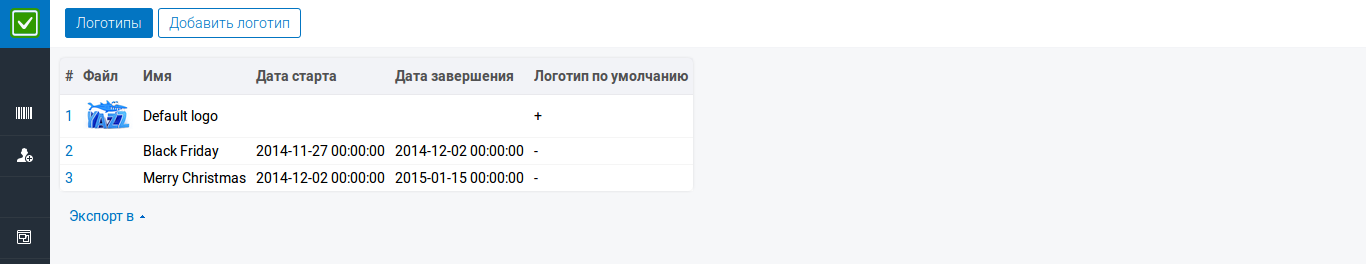 Логотипы Добавить логотип
# Файл Имя Дата старта Дата завершения Логотип по умолчанию
1 YAZZ Default logo +
2 Black Friday 2014-11-27 00:00:00 2014-12-02 00:00:00 -
3 Merry Christmas 2014-12-02 00:00:00 2015-01-15 00:00:00 -
Экспорт в